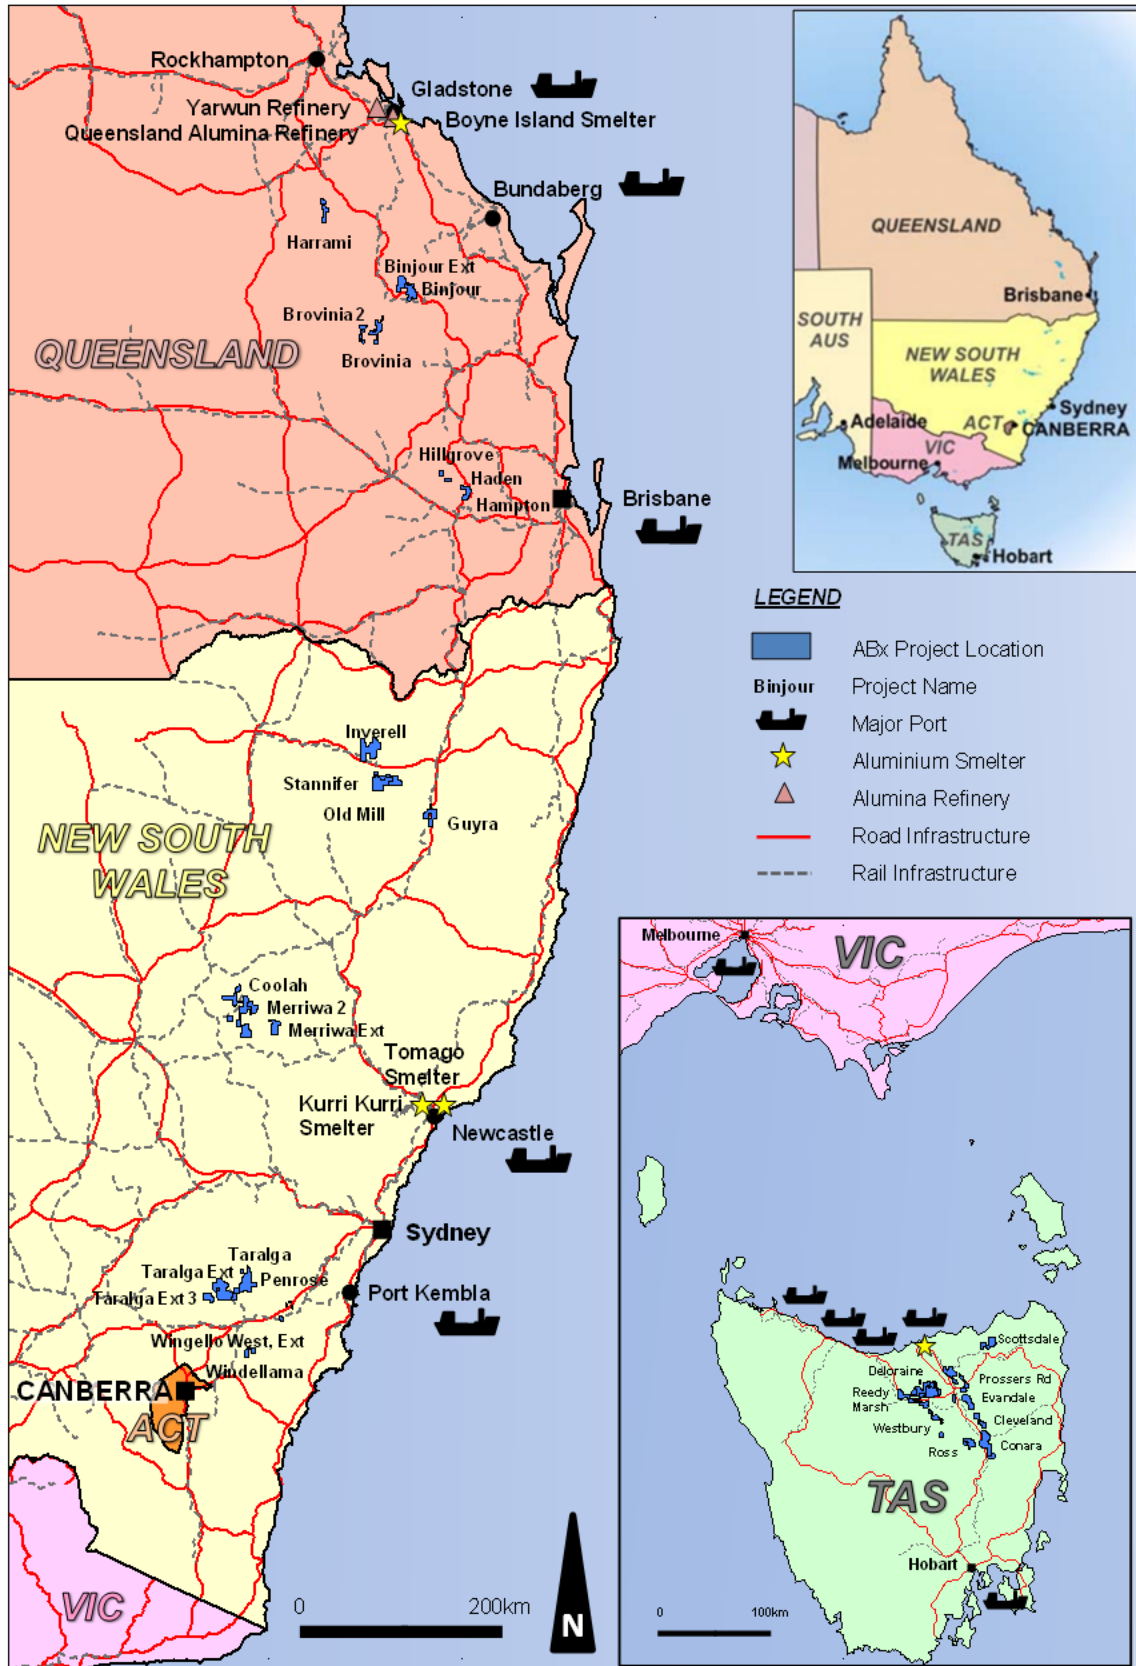 Rockhampton
Gladstone
Yarwun Refinery
Queensland Alumina Refinery
Boyne Island Smelter
Bundaberg
Harrami
Binjour Ext
Binjour
Brovinia 2
Brovinia
QUEENSLAND
Hillgrove
Haden
Hampton
Brisbane
Inverell
Stannifer
Old Mill
Guyra
NEW SOUTH
WALES
Coolah
Merriwa 2
Merriwa Ext
Tomago
Smelter
Kurri Kurri
Smelter
Newcastle
Sydney
Taralga
Taralga Ext
Penrose
Taralga Ext 3
Port Kembla
Wingello West, Ext
Windellama
CANBERRA
ACT
VIC
0
200km
N
QUEENSLAND
Brisbane
SOUTH
AUS
NEW SOUTH
WALES
Sydney
ACT
CANBERRA
Adelaide
VIC
Melbourne
TAS
Hobart
LEGEND
ABx Project Location
Binjour
Project Name
Major Port
Aluminium Smelter
Alumina Refinery
Road Infrastructure
Rail Infrastructure
Melbourne
VIC
Scottsdale
Deloraine
Prossers Rd
Reedy
Marsh
Evandale
Cleveland
Westbury
Ross
Conara
TAS
Hobart
0
100km